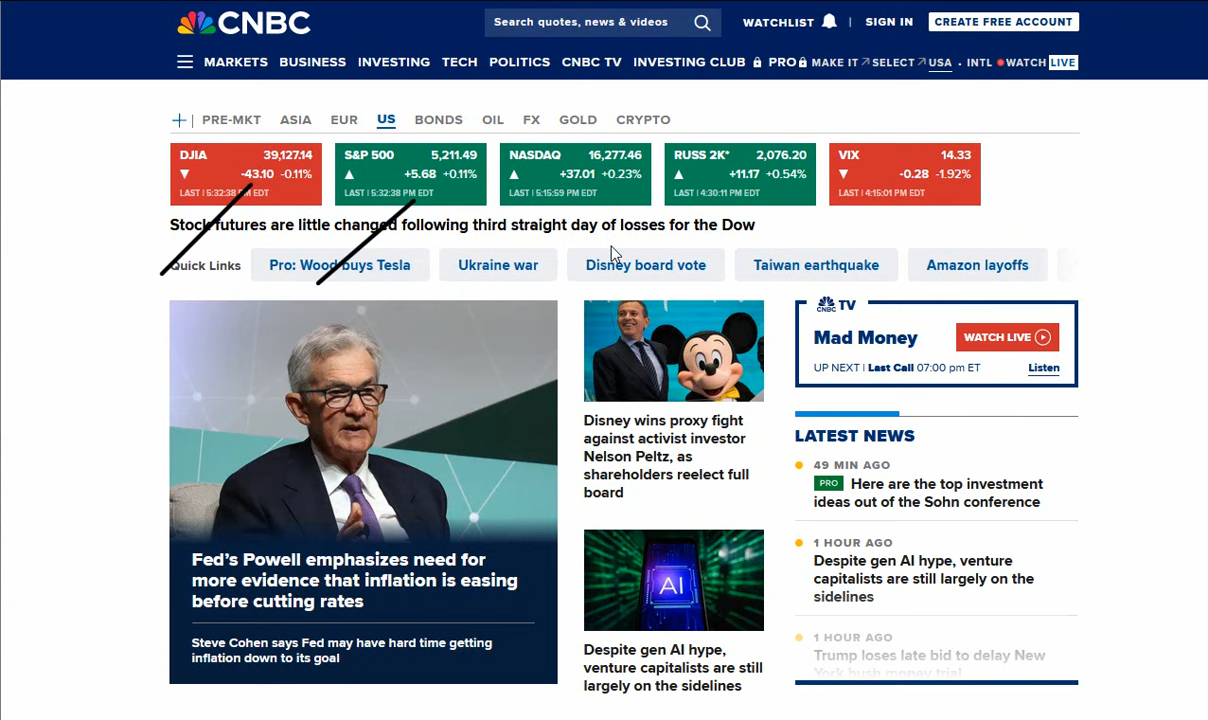 CNBC
Search quotes, news & videos
WATCHLIST
SIGN IN
CREATE FREE ACCOUNT
MARKETS BUSINESS INVESTING TECH POLITICS CNBC TV INVESTING CLUB PRO MAKE IT SELECT USA • INTL WATCH LIVE
PRE-MKT ASIA EUR US BONDS OIL FX GOLD CRYPTO
DJIA 39,127.14
-43.10 -0.11%
LAST | 5:32:38 PM EDT
S&P 500 5,211.49
+5.68 +0.11%
LAST | 5:32:38 PM EDT
NASDAQ 16,277.46
+37.01 +0.23%
LAST | 5:15:59 PM EDT
RUSS 2K* 2,076.20
+11.17 +0.54%
LAST | 4:30:11 PM EDT
VIX 14.33
-0.28 -1.92%
LAST | 4:15:01 PM EDT
Stock futures are little changed following third straight day of losses for the Dow
Quick Links
Pro: Wood buys Tesla
Ukraine war
Disney board vote
Taiwan earthquake
Amazon layoffs
Fed's Powell emphasizes need for
more evidence that inflation is easing
before cutting rates
Steve Cohen says Fed may have hard time getting
inflation down to its goal
Disney wins proxy fight
against activist investor
Nelson Peltz, as
shareholders reelect full
board
AI
Despite gen AI hype,
venture capitalists are still
largely on the sidelines
CNBC TV
Mad Money
WATCH LIVE
UP NEXT | Last Call 07:00 pm ET
Listen
LATEST NEWS
49 MIN AGO
PRO Here are the top investment
ideas out of the Sohn conference
1 HOUR AGO
Despite gen AI hype, venture
capitalists are still largely on the
sidelines
1 HOUR AGO
Trump loses late bid to delay New
York hush money trial